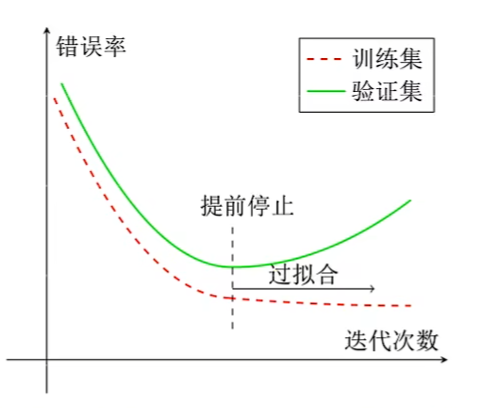 错误率
训练集
验证集
提前停止
过拟合
迭代次数